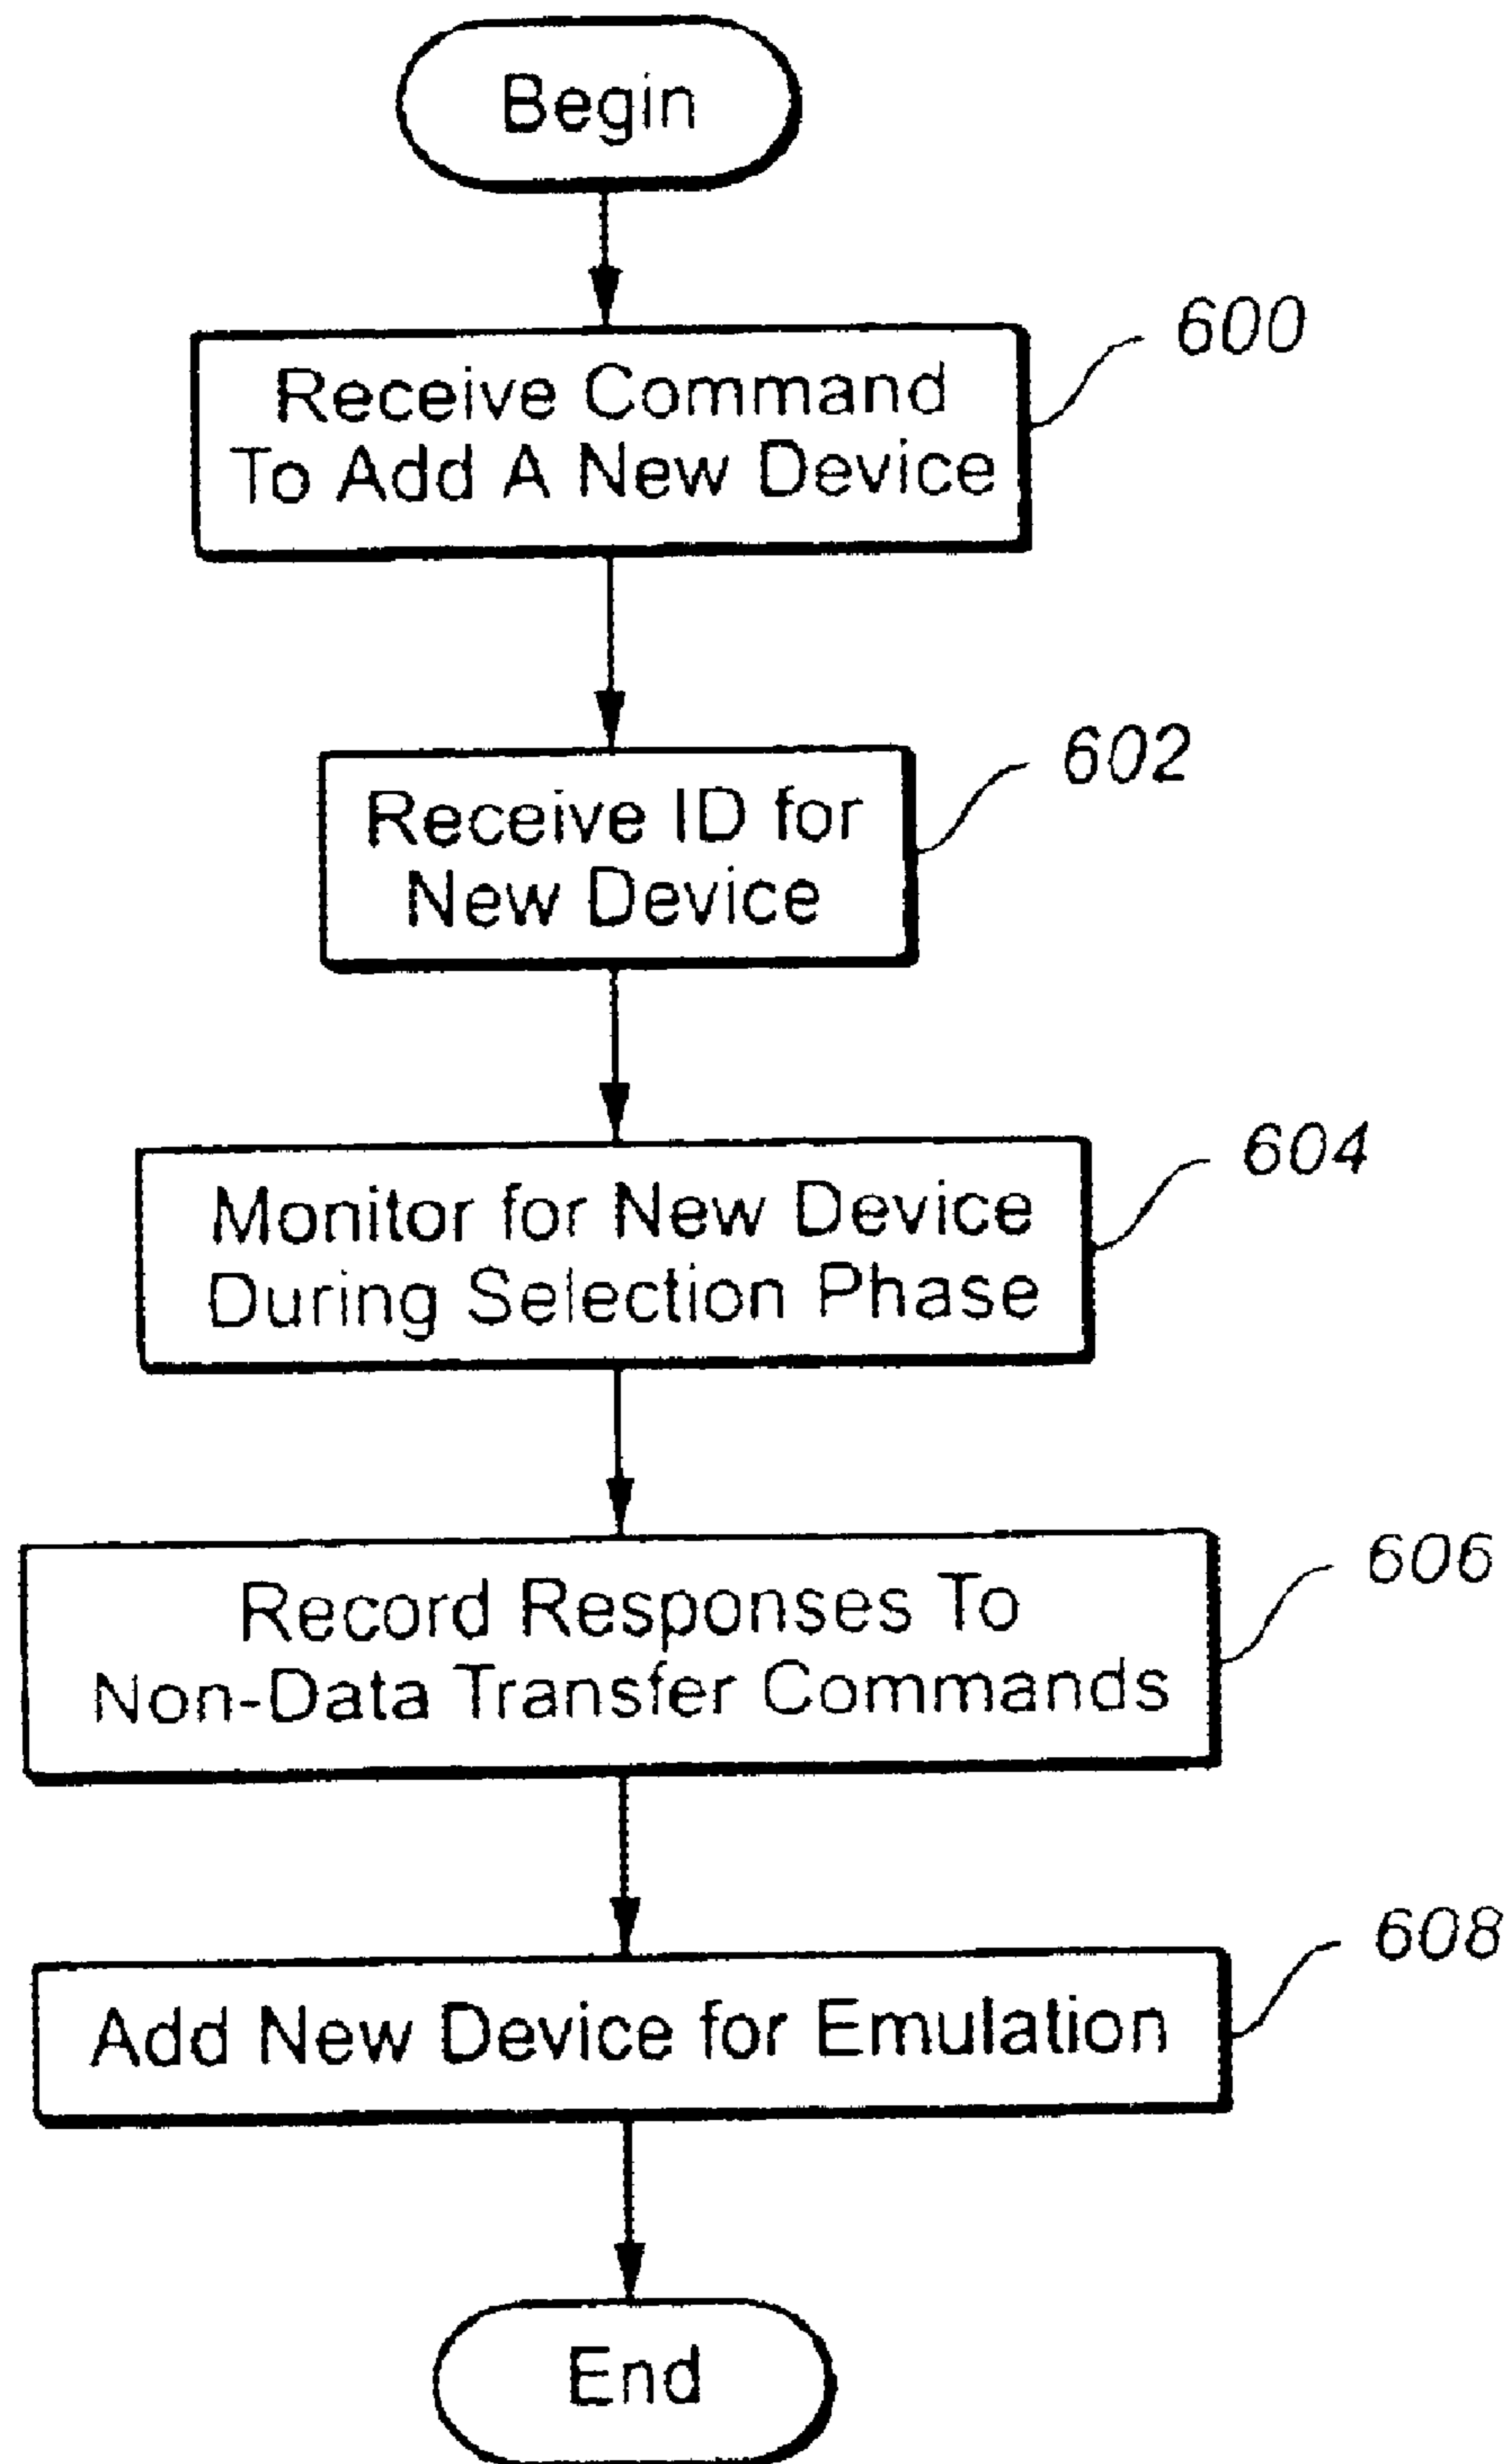 Begin
600
Receive Command
To Add A New Device
602
Receive ID for
New Device
604
Monitor for New Device
During Selection Phase
606
Record Responses To
Non-Data Transfer Commands
608
Add New Device for Emulation
End